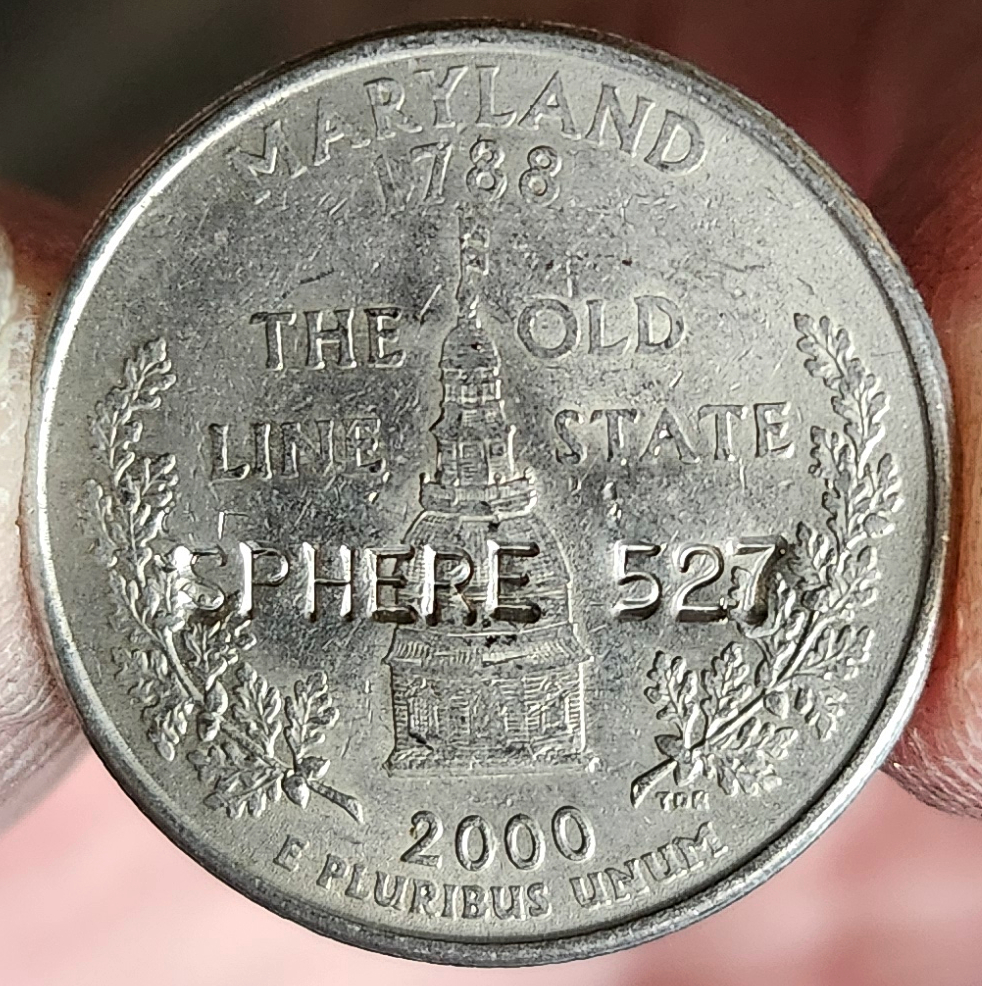 MARYLAND
1788
THE OLD
LINE STATE
SPHERE 527
TDR
2000
E PLURIBUS UNUM